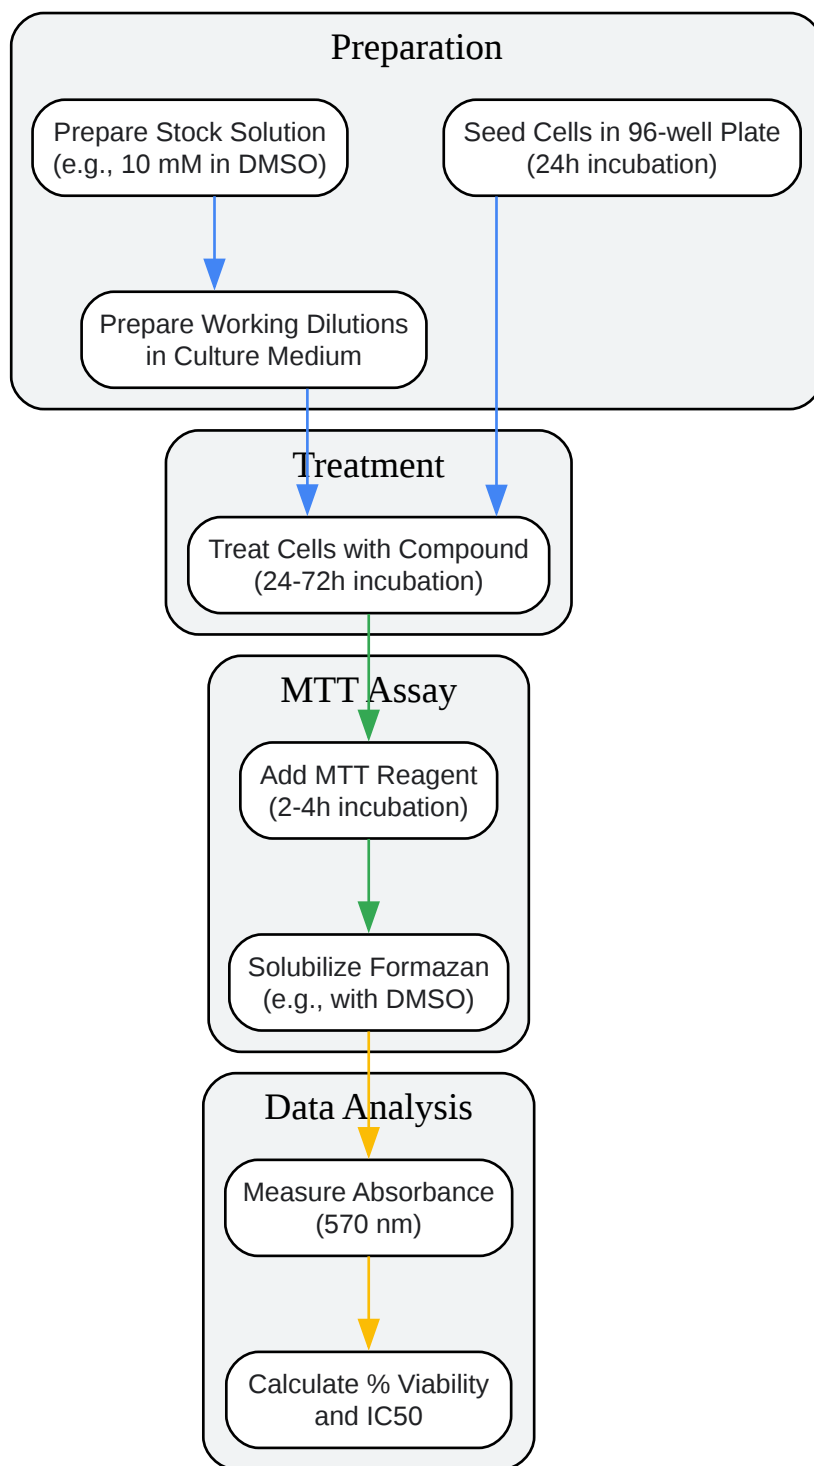 Preparation
Prepare Stock Solution
(e.g., 10 mM in DMSO)
Seed Cells in 96-well Plate
(24h incubation)
Prepare Working Dilutions
in Culture Medium
Treatment
Treat Cells with Compound
(24-72h incubation)
MTT Assay
Add MTT Reagent
(2-4h incubation)
Solubilize Formazan
(e.g., with DMSO)
Data Analysis
Measure Absorbance
(570 nm)
Calculate % Viability
and IC50